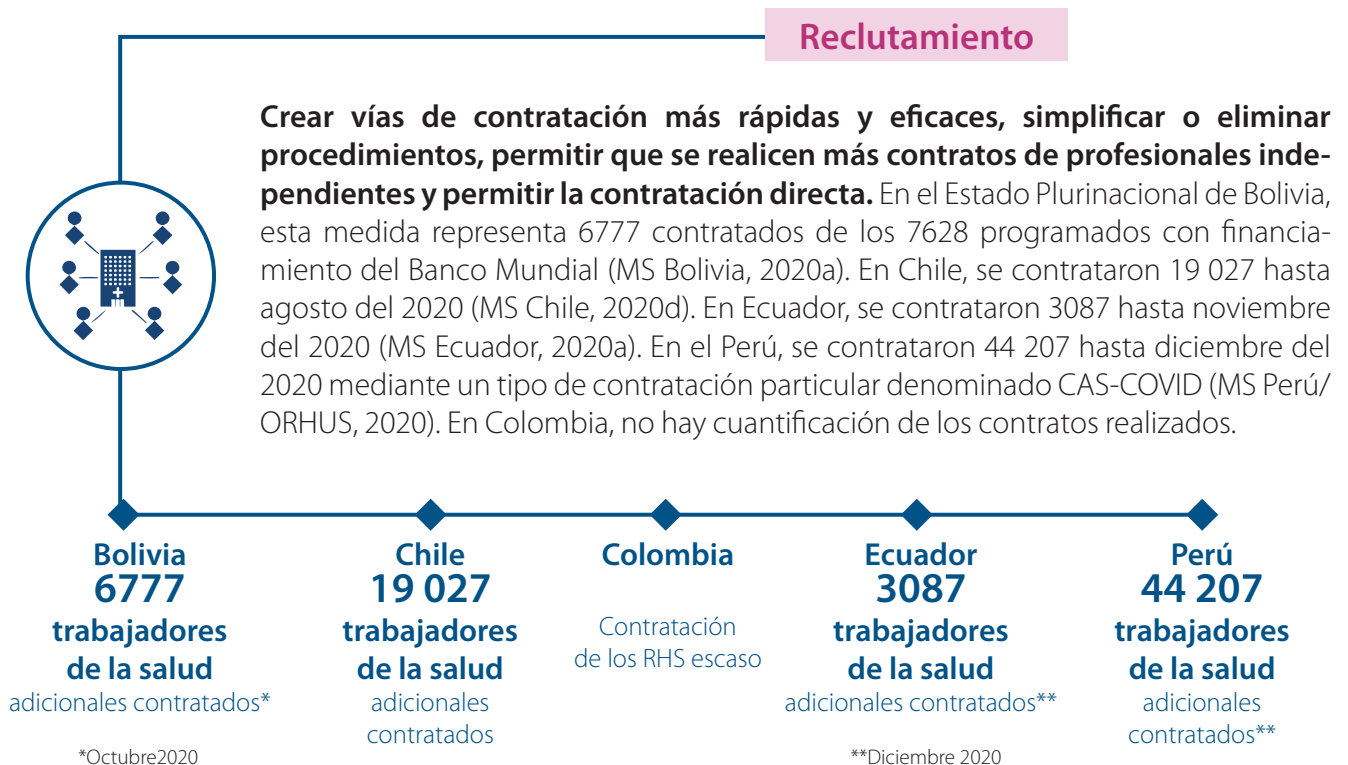 Reclutamiento
Crear vías de contratación más rápidas y eficaces, simplificar o eliminar
procedimientos, permitir que se realicen más contratos de profesionales inde-
pendientes y permitir la contratación directa. En el Estado Plurinacional de Bolivia,
esta medida representa 6777 contratados de los 7628 programados con financia-
miento del Banco Mundial (MS Bolivia, 2020a). En Chile, se contrataron 19 027 hasta
agosto del 2020 (MS Chile, 2020d). En Ecuador, se contrataron 3087 hasta noviembre
del 2020 (MS Ecuador, 2020a). En el Perú, se contrataron 44 207 hasta diciembre del
2020 mediante un tipo de contratación particular denominado CAS-COVID (MS Perú/
ORHUS, 2020). En Colombia, no hay cuantificación de los contratos realizados.
Bolivia
6777
trabajadores
de la salud
adicionales contratados*
*Octubre2020
Chile
19 027
trabajadores
de la salud
adicionales
contratados
Colombia
Contratación
de los RHS escaso
Ecuador
3087
trabajadores
de la salud
adicionales contratados**
**Diciembre 2020
Perú
44 207
trabajadores
de la salud
adicionales
contratados**